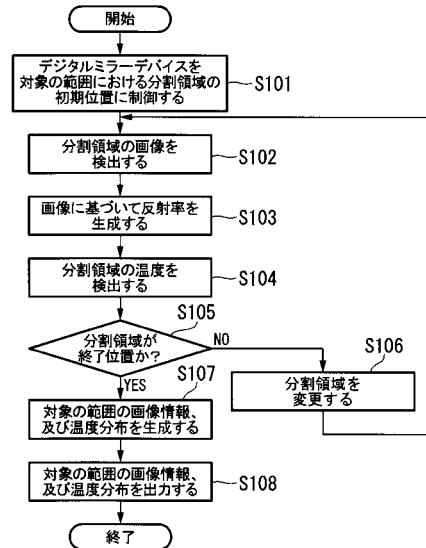 開始
デジタルミラーデバイスを
対象の範囲における分割領域の
初期位置に制御する
S101
分割領域の画像を
検出する
S102
画像に基づいて反射率を
生成する
S103
分割領域の温度を
検出する
S104
分割領域が
終了位置か?
S105
NO
YES
分割領域を
変更する
S106
対象の範囲の画像情報、
及び温度分布を生成する
S107
対象の範囲の画像情報、
及び温度分布を出力する
S108
終了